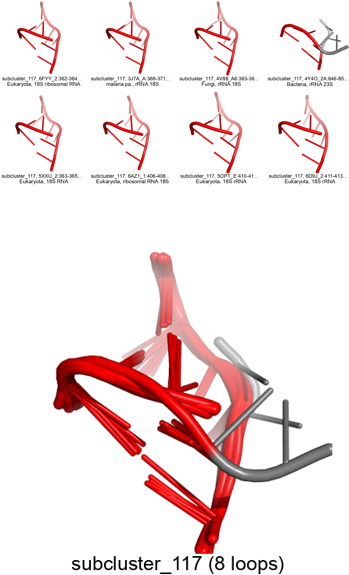 subcluster_117, 6FYY_2:362-364...
Eukaryota, 18S ribosomal RNA
subcluster_117, 3J7A_A:369-371...
malaria pa., rRNA 18S
subcluster_117, 4V88_A6:363-36...
Fungi, rRNA 18S
subcluster_117, 4Y4O_2A:846-85...
Bacteria, rRNA 23S
subcluster_117, 5XXU_2:363-365...
Eukaryota, 18S RNA
subcluster_117, 6AZ1_1:406-408...
Eukaryota, ribosomal RNA 18S
subcluster_117, 5OPT_E:410-41...
Eukaryota, 18S rRNA
subcluster_117, 6D9J_2:411-413...
Eukaryota, 18S rRNA
subcluster_117 (8 loops)